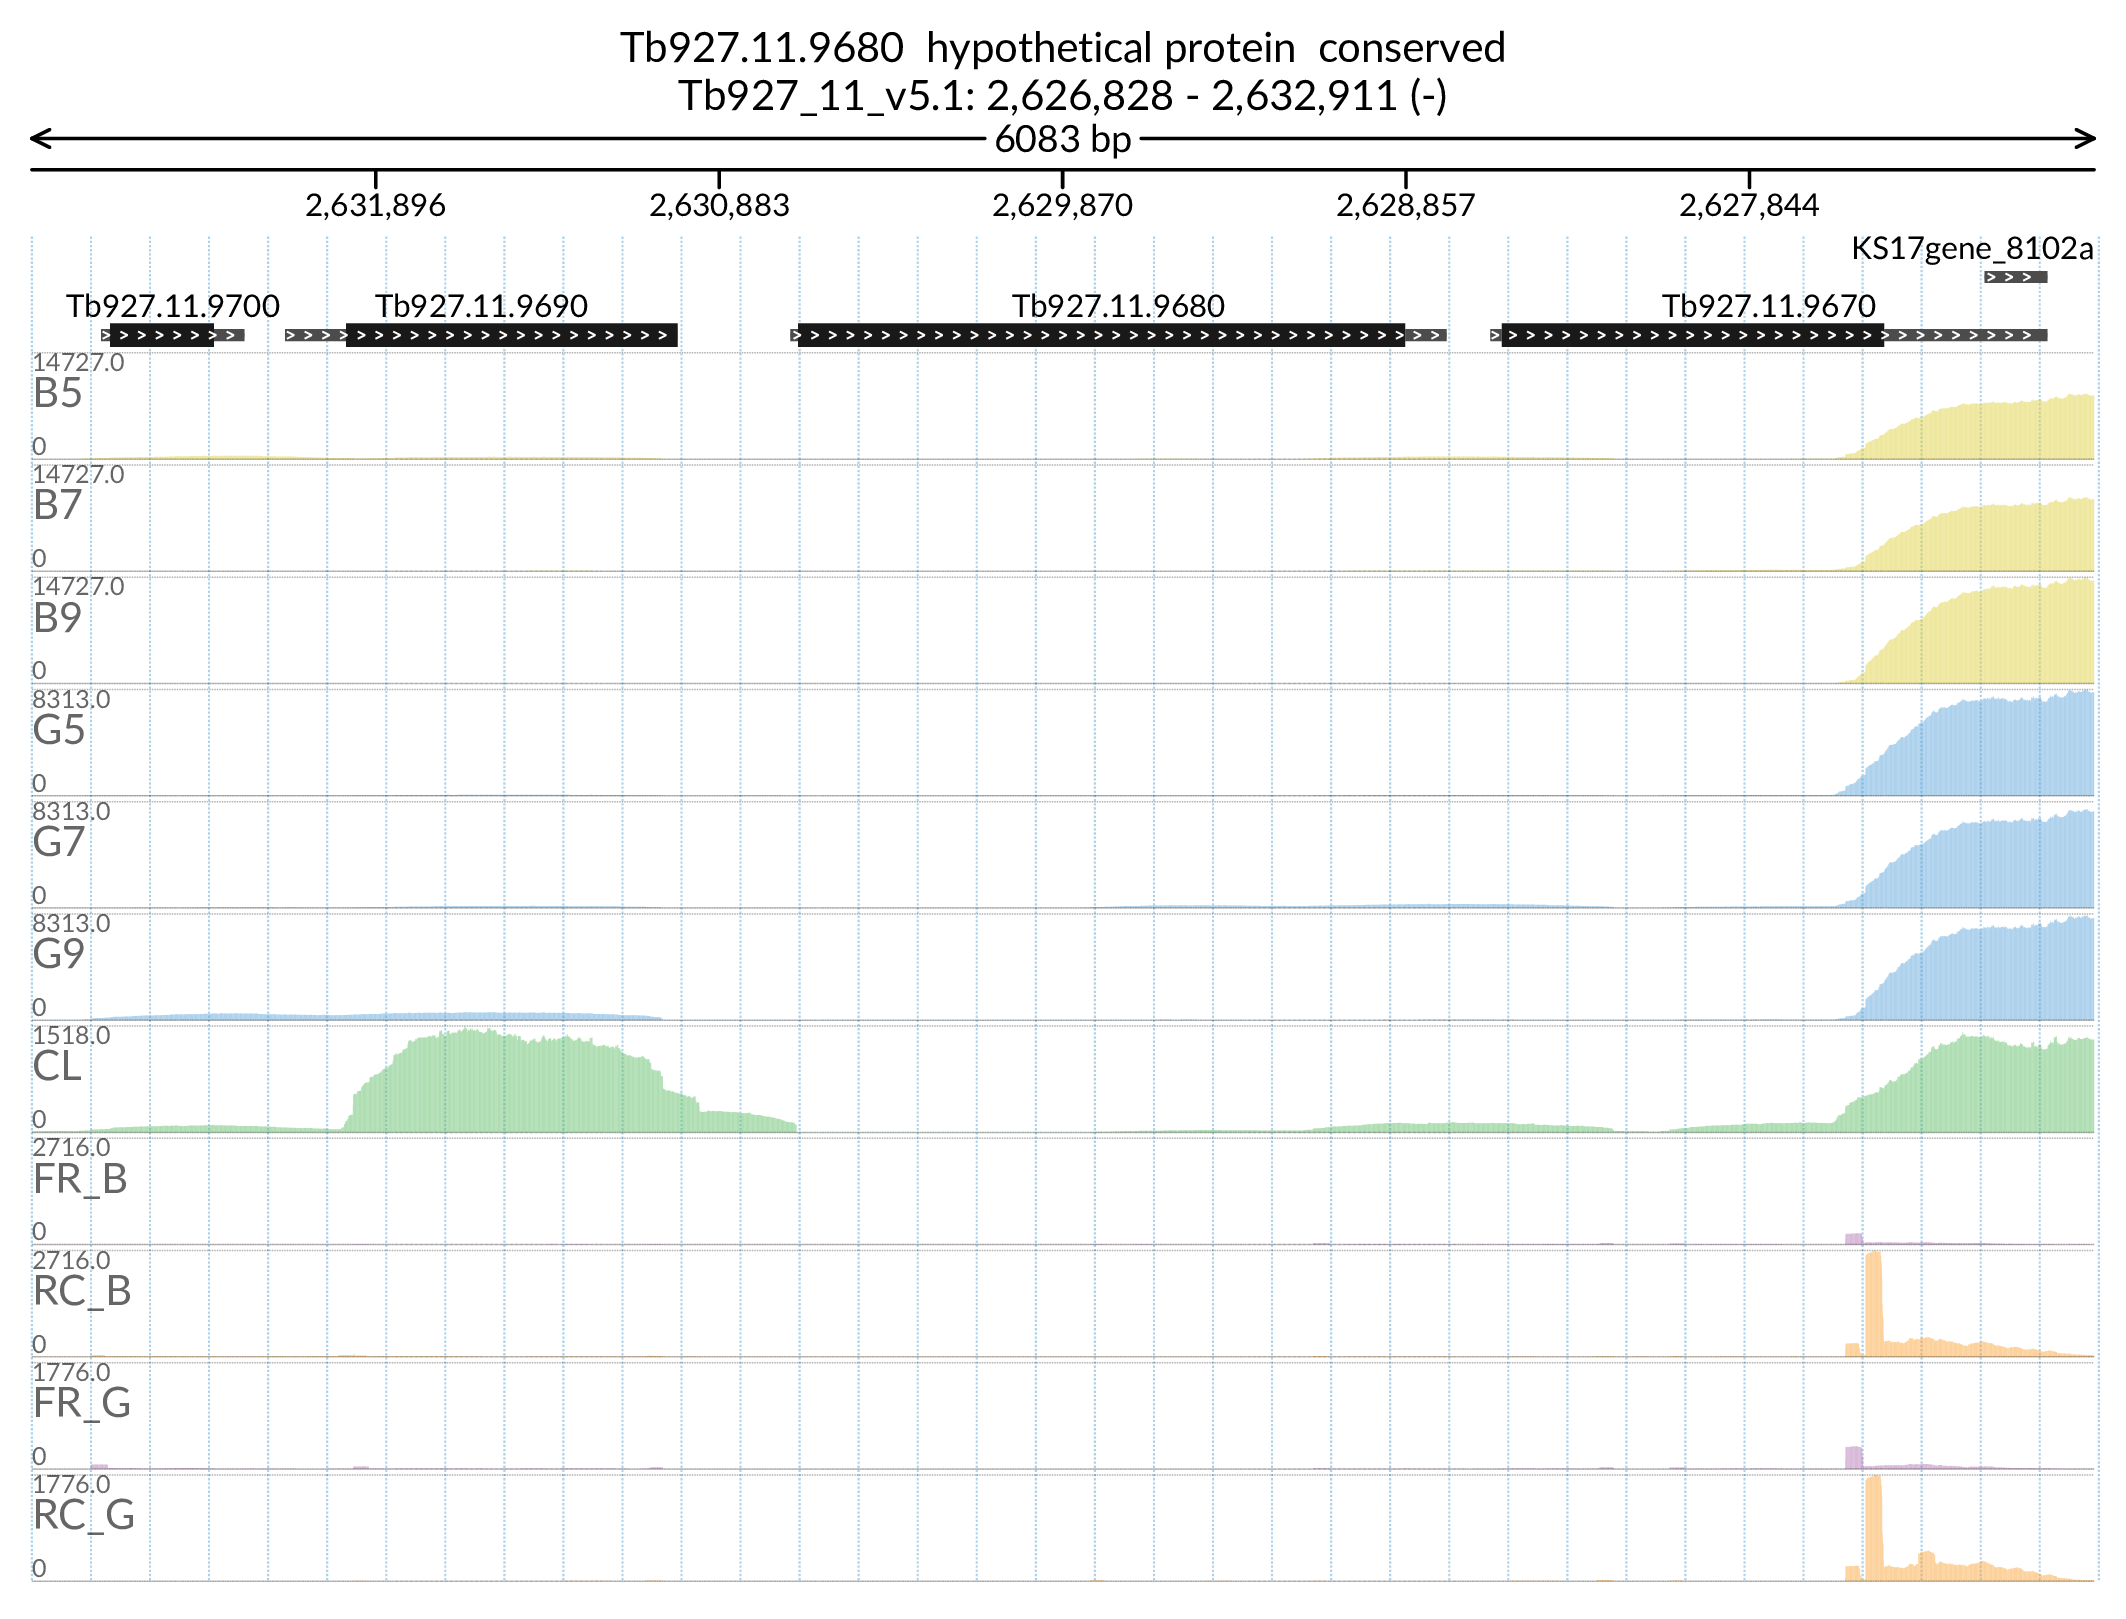 Tb927.11.9680  hypothetical protein  conserved
Tb927_11_v5.1: 2,626,828 - 2,632,911 (-)
6083 bp
2,631,896 2,630,883 2,629,870 2,628,857 2,627,844
KS17gene_8102a
Tb927.11.9700 Tb927.11.9690 Tb927.11.9680 Tb927.11.9670
14727.0
B5
0
14727.0
B7
0
14727.0
B9
0
8313.0
G5
0
8313.0
G7
0
8313.0
G9
0
1518.0
CL
0
2716.0
FR_B
0
2716.0
RC_B
0
1776.0
FR_G
0
1776.0
RC_G
0